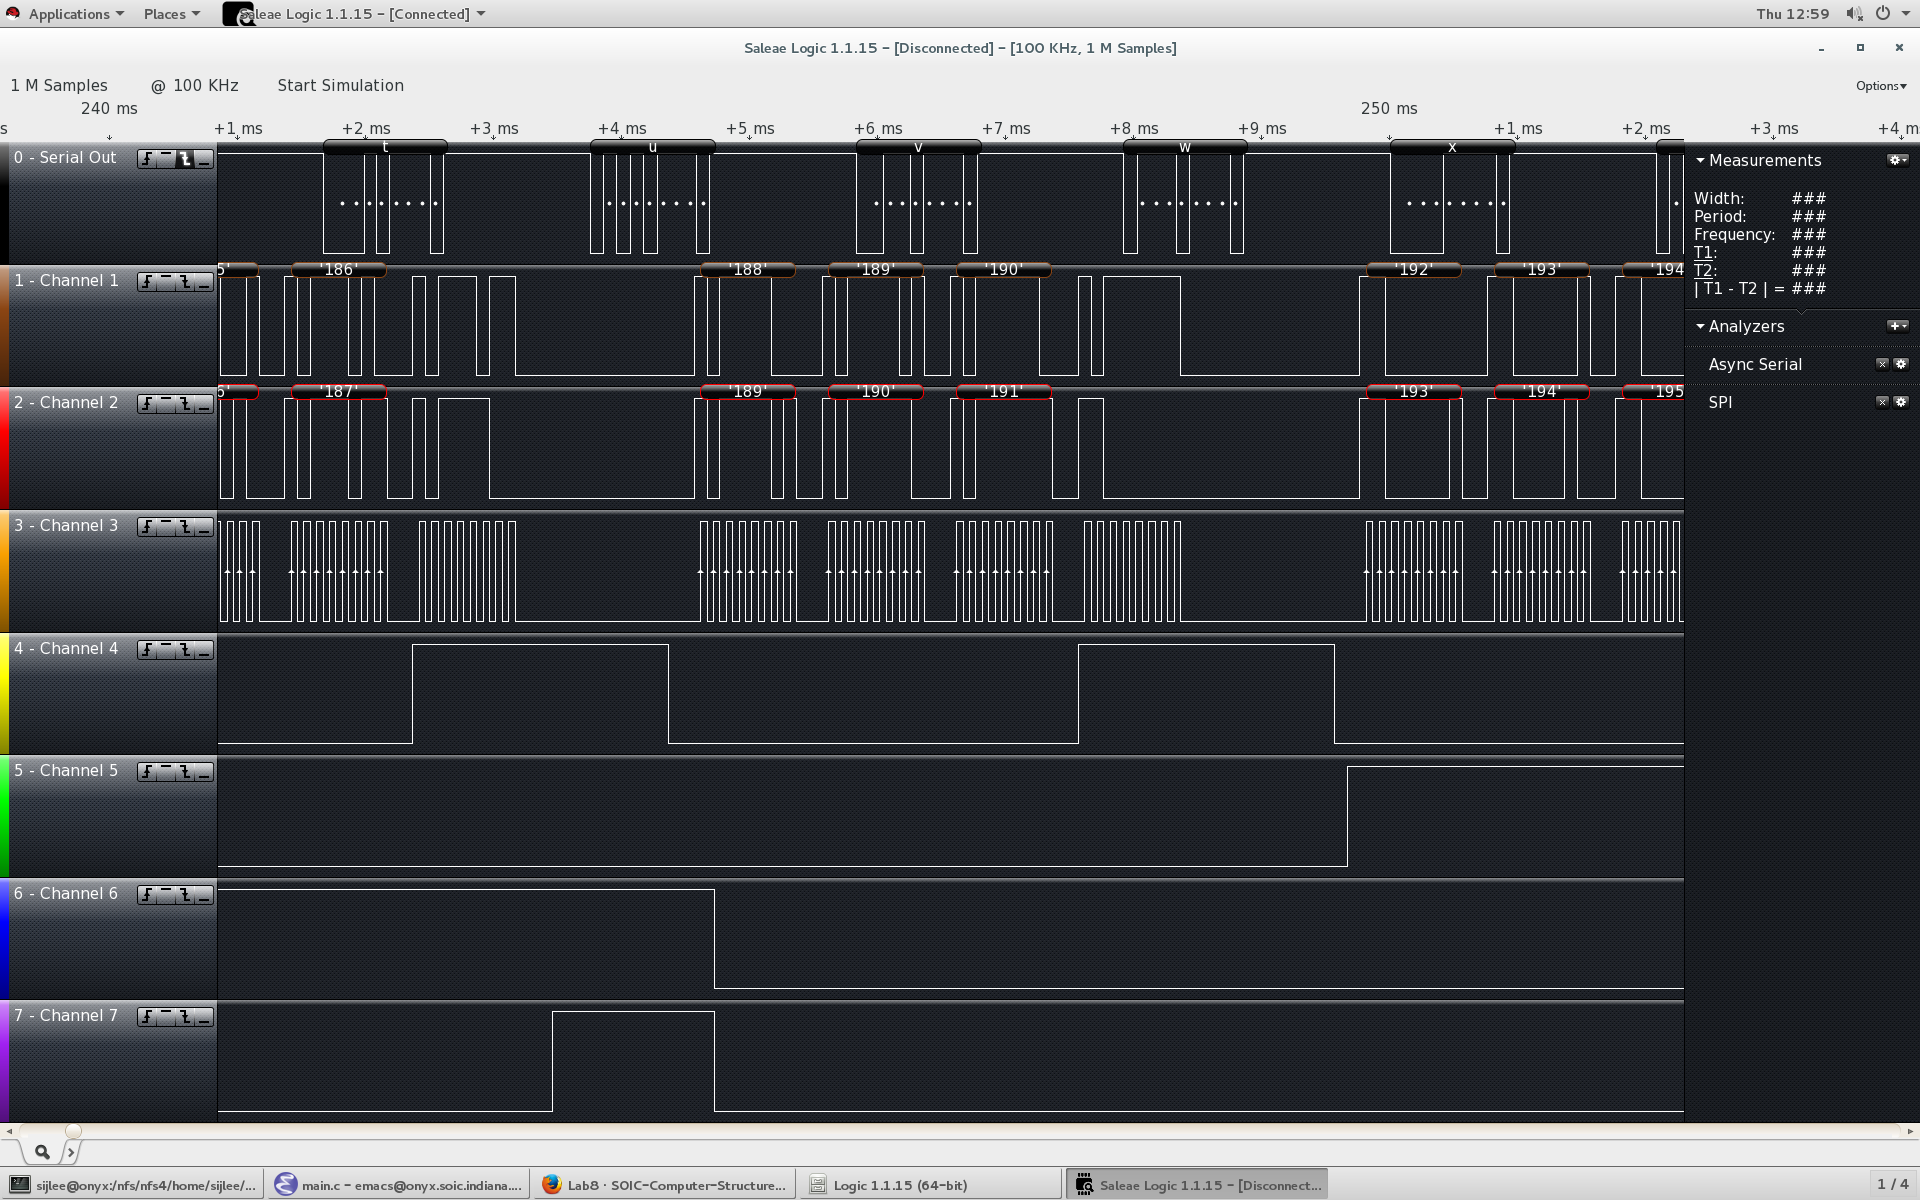 Applications Places Saleae Logic 1.1.15 – [Connected] Thu 12:59
Saleae Logic 1.1.15 – [Disconnected] – [100 KHz, 1 M Samples]
1 M Samples @ 100 KHz Start Simulation Options
240 ms 250 ms
s +1 ms +2 ms +3 ms +4 ms +5 ms +6 ms +7 ms +8 ms +9 ms +1 ms +2 ms +3 ms +4 m
0 - Serial Out t u v w x
Measurements
Width: ###
Period: ###
Frequency: ###
T1: ###
T2: ###
| T1 - T2 | = ###
1 - Channel 1 5' '186' '188' '189' '190' '192' '193' '194
Analyzers
Async Serial
SPI
2 - Channel 2 6' '187' '189' '190' '191' '193' '194' '195
3 - Channel 3
4 - Channel 4
5 - Channel 5
6 - Channel 6
7 - Channel 7
sijlee@onyx:/nfs/nfs4/home/sijlee/... main.c – emacs@onyx.soic.indiana.... Lab8 · SOIC-Computer-Structure... Logic 1.1.15 (64-bit) Saleae Logic 1.1.15 – [Disconnect... 1 / 4